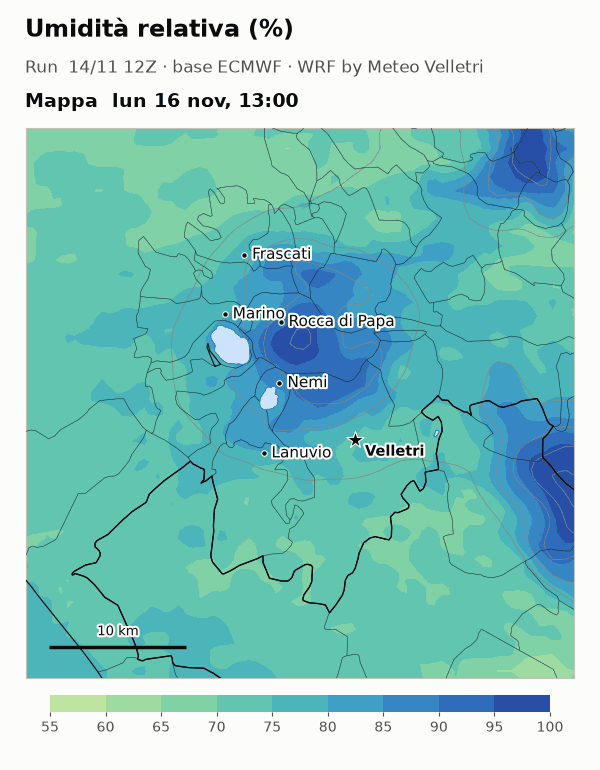 Umidità relativa (%)
Run  14/11 12Z · base ECMWF · WRF by Meteo Velletri
Mappa  lun 16 nov, 13:00
Frascati
Marino
Rocca di Papa
Nemi
Velletri
Lanuvio
10 km
55 60 65 70 75 80 85 90 95 100